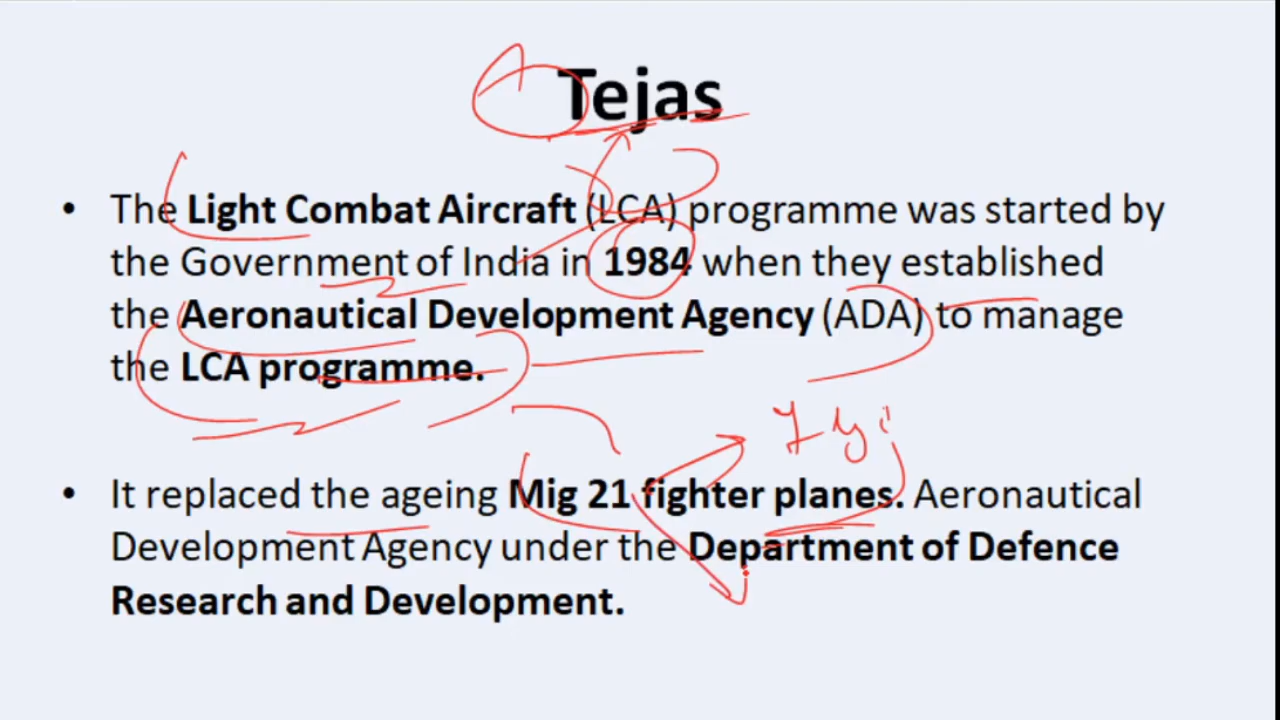 Tejas
• The Light Combat Aircraft (LCA) programme was started by
the Government of India in 1984 when they established
the Aeronautical Development Agency (ADA) to manage
the LCA programme.
• It replaced the ageing Mig 21 fighter planes. Aeronautical
Development Agency under the Department of Defence
Research and Development.